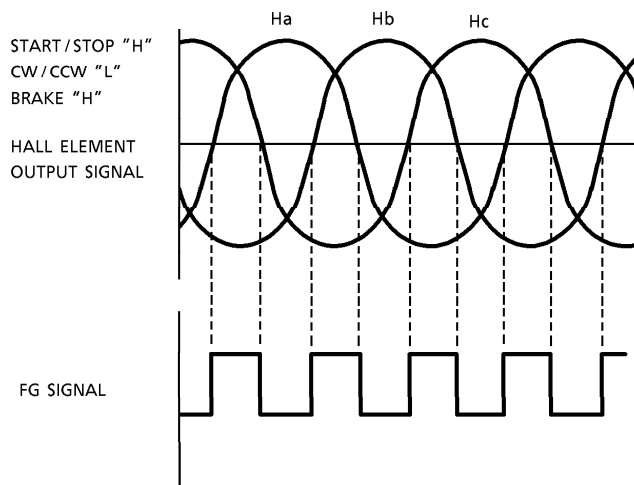 Ha Hb Hc
START/STOP "H"
CW/CCW "L"
BRAKE "H"
HALL ELEMENT
OUTPUT SIGNAL
FG SIGNAL